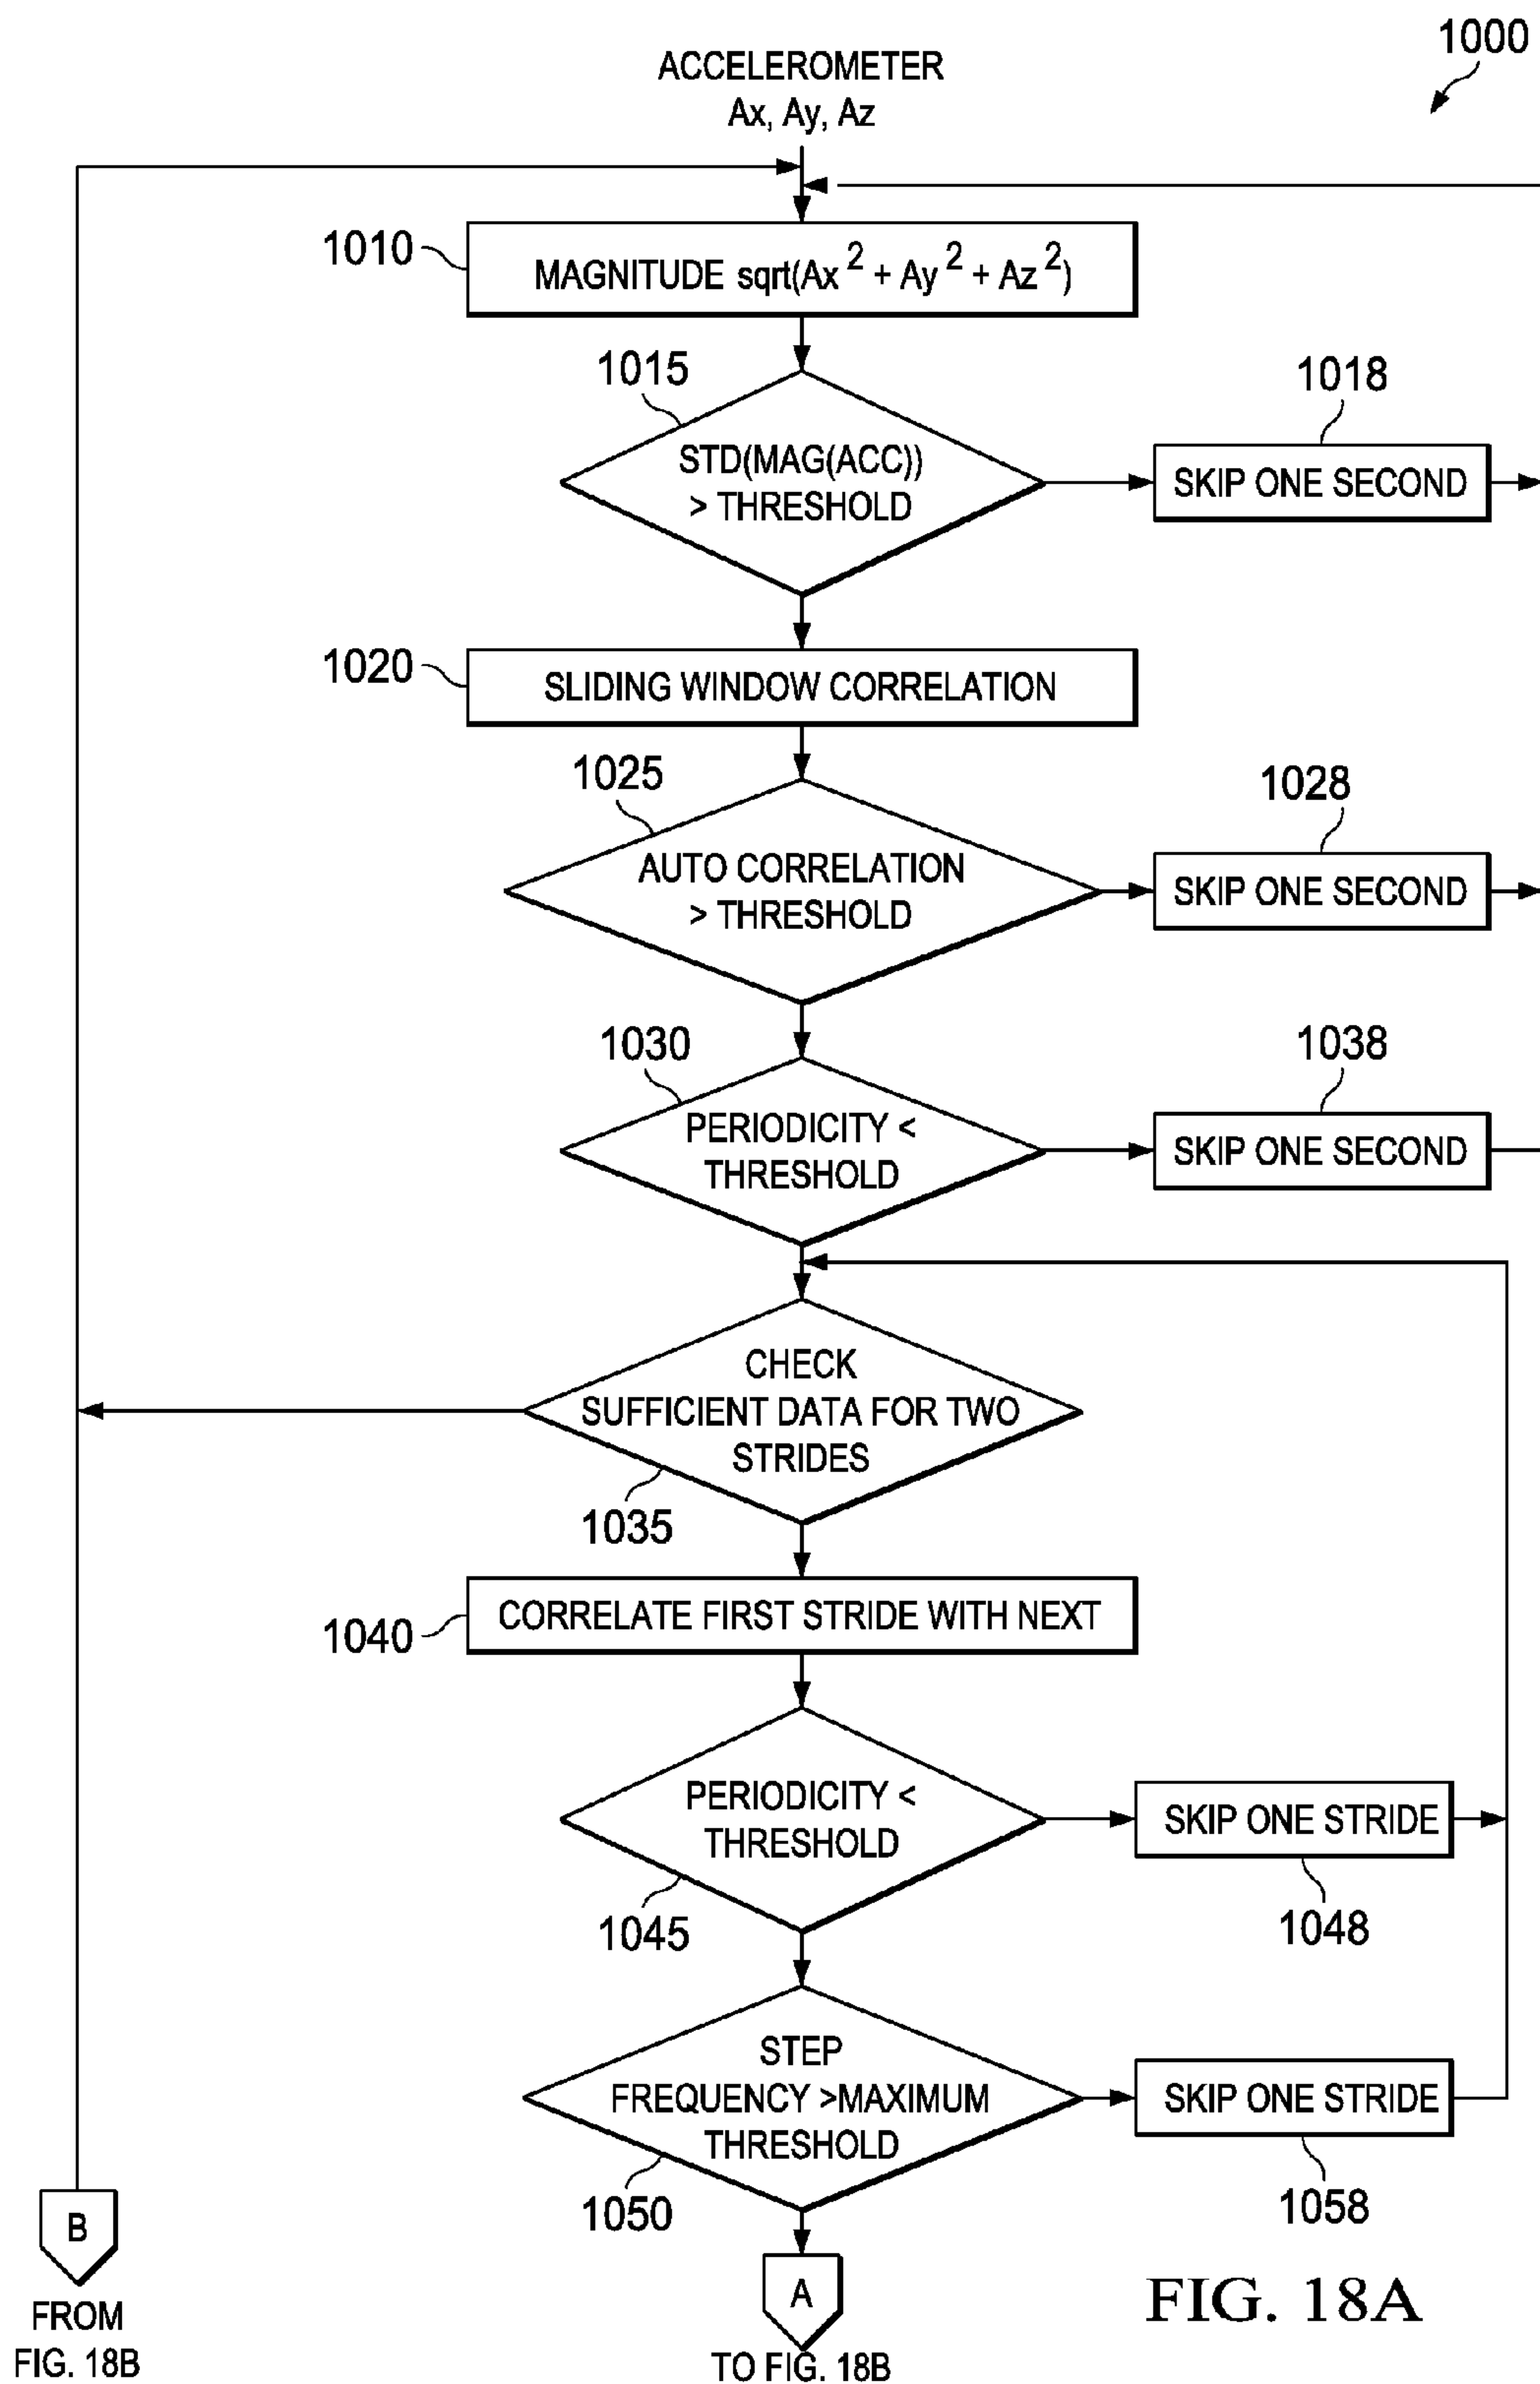 1000
ACCELEROMETER
Ax, Ay, Az
1010
MAGNITUDE sqrt(Ax 2 + Ay 2 + Az 2)
1015
STD(MAG(ACC))
> THRESHOLD
1018
SKIP ONE SECOND
1020
SLIDING WINDOW CORRELATION
1025
AUTO CORRELATION
> THRESHOLD
1028
SKIP ONE SECOND
1030
PERIODICITY <
THRESHOLD
1038
SKIP ONE SECOND
CHECK
SUFFICIENT DATA FOR TWO
STRIDES
1035
1040
CORRELATE FIRST STRIDE WITH NEXT
PERIODICITY <
THRESHOLD
1045
SKIP ONE STRIDE
1048
STEP
FREQUENCY >MAXIMUM
THRESHOLD
1050
SKIP ONE STRIDE
1058
B
FROM
FIG. 18B
A
TO FIG. 18B
FIG. 18A